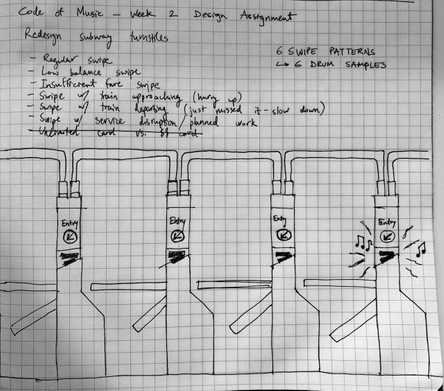 Code of Music – Week 2 Design Assignment
Redesign subway turnstiles
6 SWIPE PATTERNS
↳ 6 DRUM SAMPLES
- Regular swipe
- Low balance swipe
- Insufficient fare swipe
- Swipe w/ train approaching (hurry up)
- Swipe w/ train departing (just missed it - slow down)
- Swipe w/ service disruption/planned work
- Unlimited card vs. $$ card
Entry
Entry
Entry
Entry